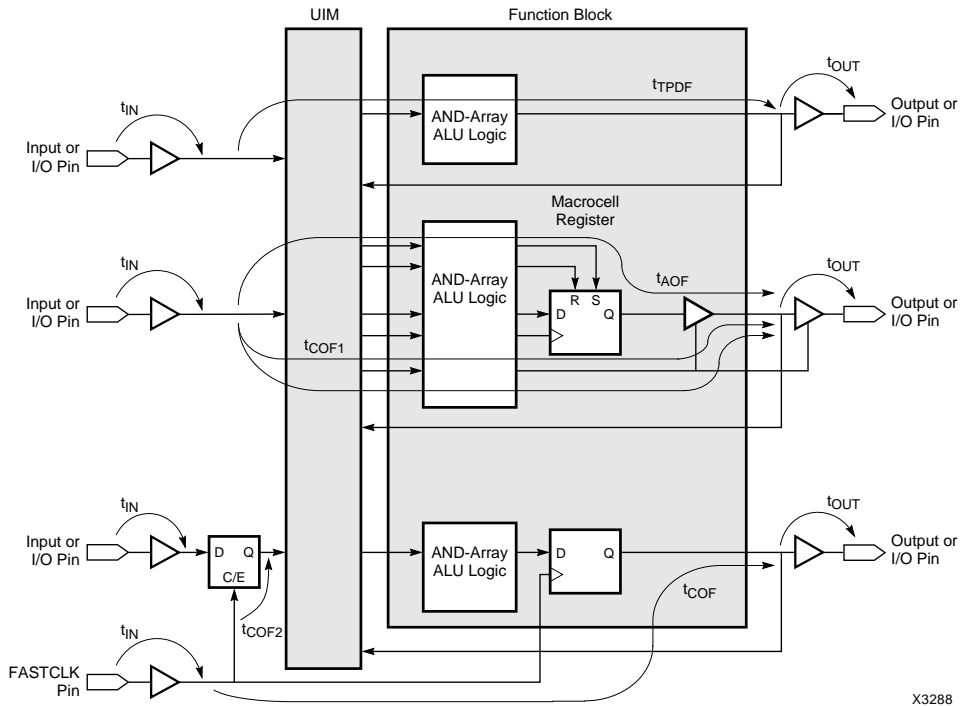 UIM
Function Block
tIN
Input or
I/O Pin
AND-Array
ALU Logic
tTPDF
tOUT
Output or
I/O Pin
Macrocell
Register
tIN
Input or
I/O Pin
tCOF1
AND-Array
ALU Logic
R S
D Q
tAOF
tOUT
Output or
I/O Pin
tIN
Input or
I/O Pin
D Q
C/E
tCOF2
AND-Array
ALU Logic
D Q
tCOF
tOUT
Output or
I/O Pin
tIN
FASTCLK
Pin
X3288